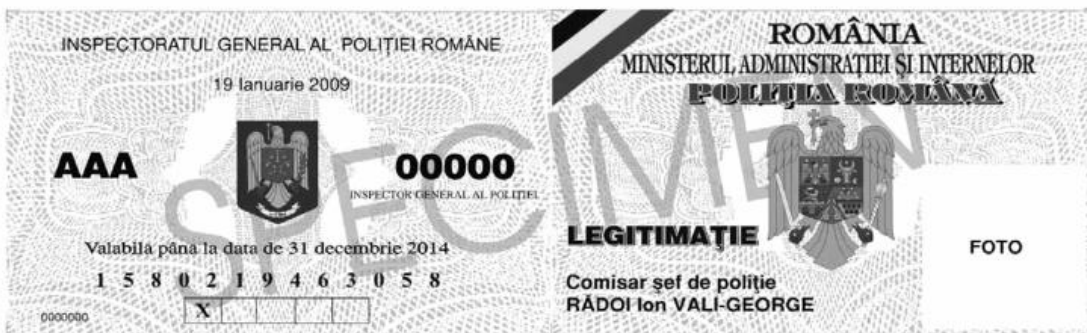 INSPECTORATUL GENERAL AL POLIȚIEI ROMÂNE
19 Ianuarie 2009
AAA
00000
INSPECTOR GENERAL AL POLIȚIEI
Valabilă până la data de 31 decembrie 2014
1 5 8 0 2 1 9 4 6 3 0 5 8
X
0000000
ROMÂNIA
MINISTERUL ADMINISTRAȚIEI ȘI INTERNELOR
POLIȚIA ROMÂNĂ
LEGITIMAȚIE
FOTO
Comisar șef de poliție
RĂDOI Ion VALI-GEORGE
SPECIMEN